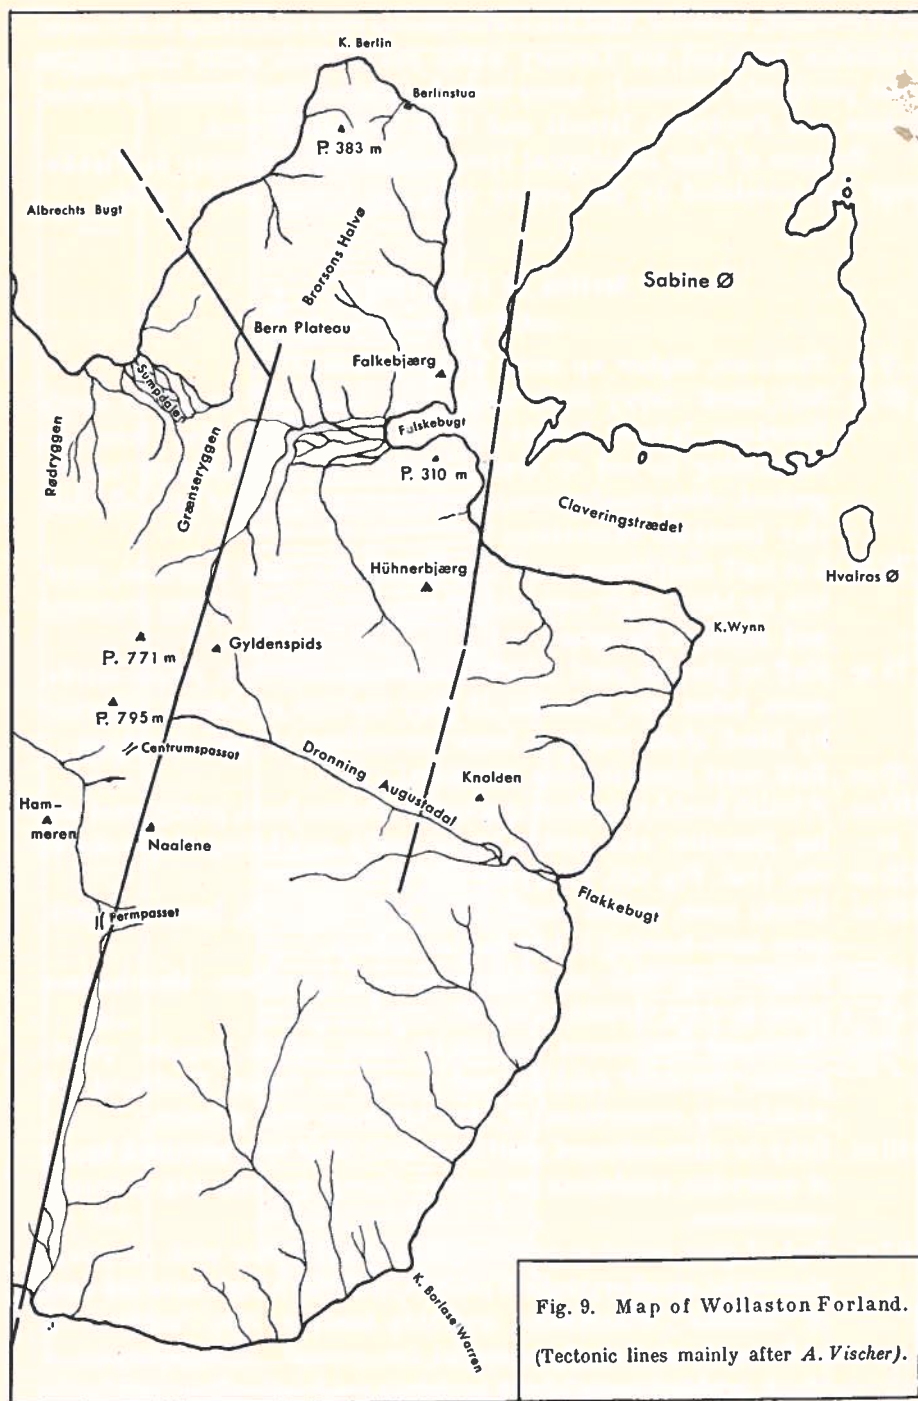 K. Berlin
Berlinstua
P. 383 m
Albrechts Bugt
Brorsons Halvø
Sabine Ø
Bern Plateau
Falkebjærg
Sumpdalen
Falskebugt
Rødryggen
Grænseryggen
P. 310 m
Claveringstrædet
Hvalros Ø
Hühnerbjærg
K. Wynn
Gyldenspids
P. 771 m
P. 795 m
Centrumspasset
Dronning
Augustadal
Knolden
Ham-
meren
Naalene
Flakkebugt
Permpasset
K. Borlase Warren
Fig. 9. Map of Wollaston Forland.
(Tectonic lines mainly after A. Vischer).